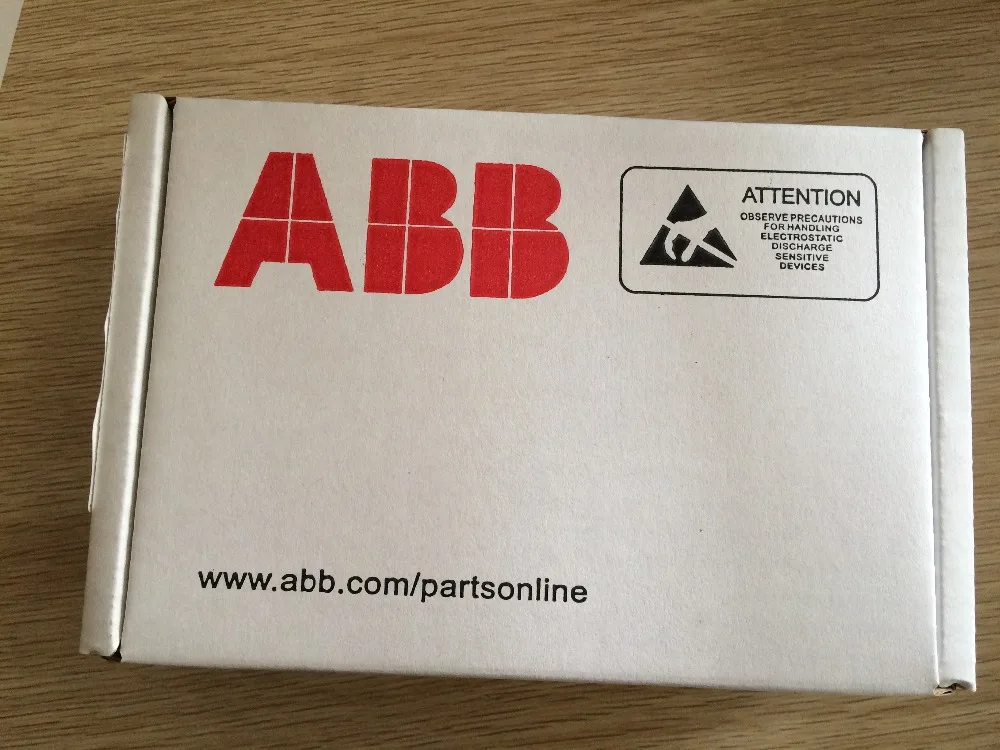 ABB
ATTENTION
OBSERVE PRECAUTIONS
FOR HANDLING
ELECTROSTATIC
DISCHARGE
SENSITIVE
DEVICES
www.abb.com/partsonline